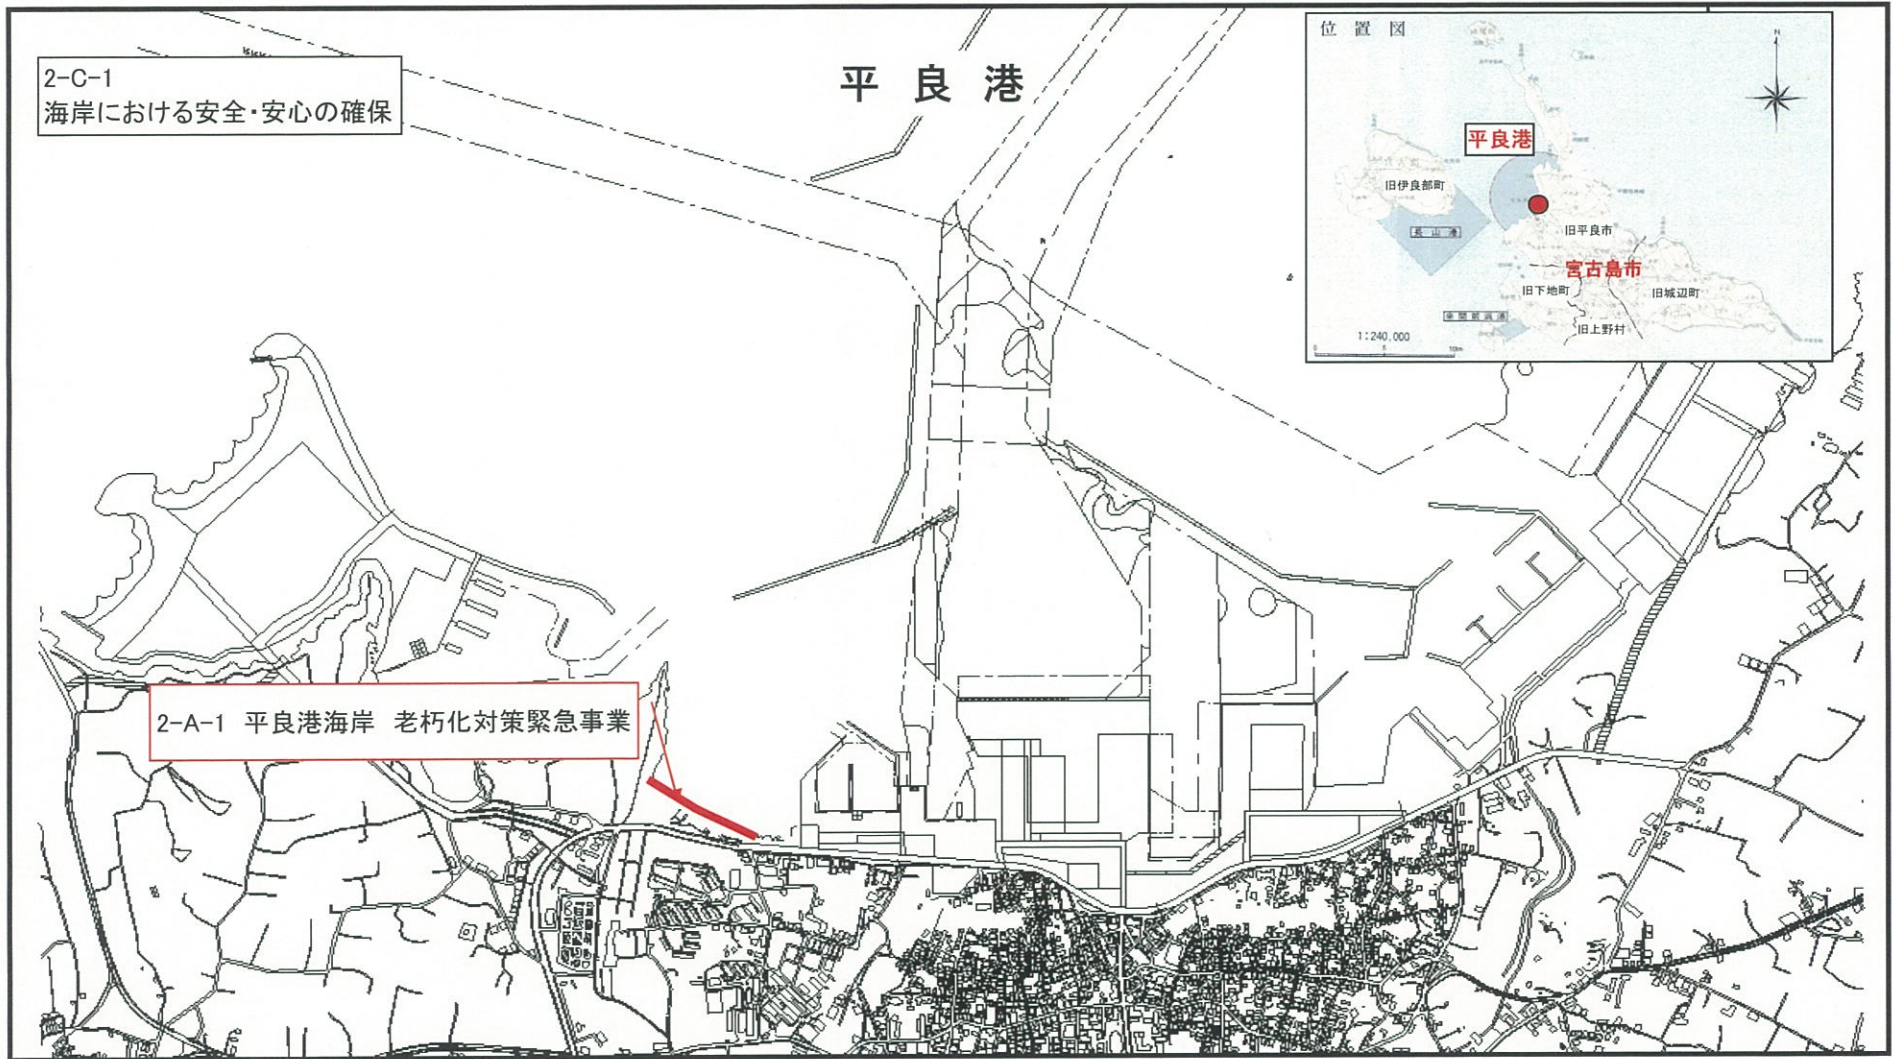 2-C-1
海岸における安全・安心の確保
平 良 港
位 置 図
N
平良港
旧伊良部町
長 山 港
旧平良市
宮古島市
旧下地町
旧城辺町
旧上野村
1:240,000
2-A-1 平良港海岸 老朽化対策緊急事業